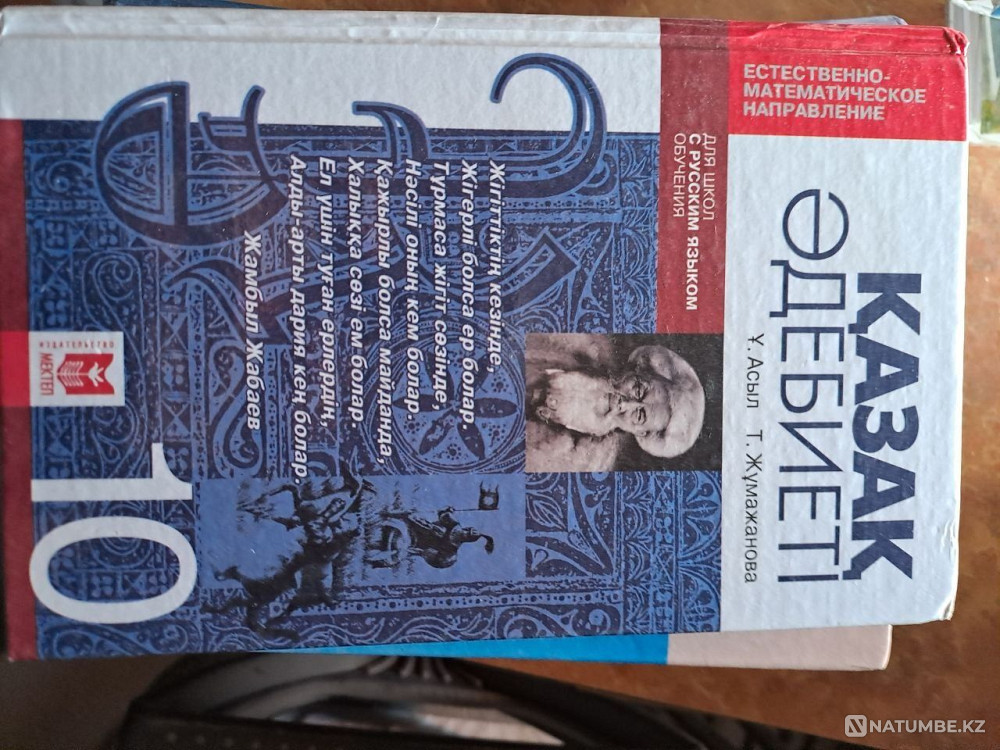 ЕСТЕСТВЕННО-
МАТЕМАТИЧЕСКОЕ
НАПРАВЛЕНИЕ
ҚАЗАҚ
ӘДЕБИЕТІ
Ұ. АСЫЛ Т. ЖҰМАЖАНОВА
ДЛЯ ШКОЛ
С РУССКИМ ЯЗЫКОМ
ОБУЧЕНИЯ
Жігіттіктің кезінде,
Жігерлі болса ер болар,
Турмаса жігіт сөзінде,
Нәсілі оның кем болар.
Қажырлы болса майданда,
Халыққа сөзі ем болар.
Ел үшін туған ерлердің,
Алды-арты дария кең болар.
Жамбыл Жабаев
МЕКТЕП
10
NATUMBE.KZ